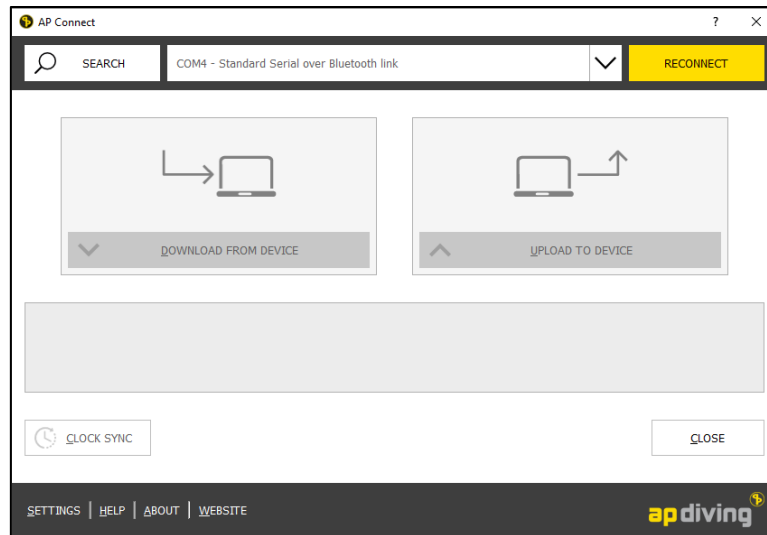 AP Connect
SEARCH
COM4 - Standard Serial over Bluetooth link
RECONNECT
DOWNLOAD FROM DEVICE
UPLOAD TO DEVICE
CLOCK SYNC
CLOSE
SETTINGS | HELP | ABOUT | WEBSITE
apdiving